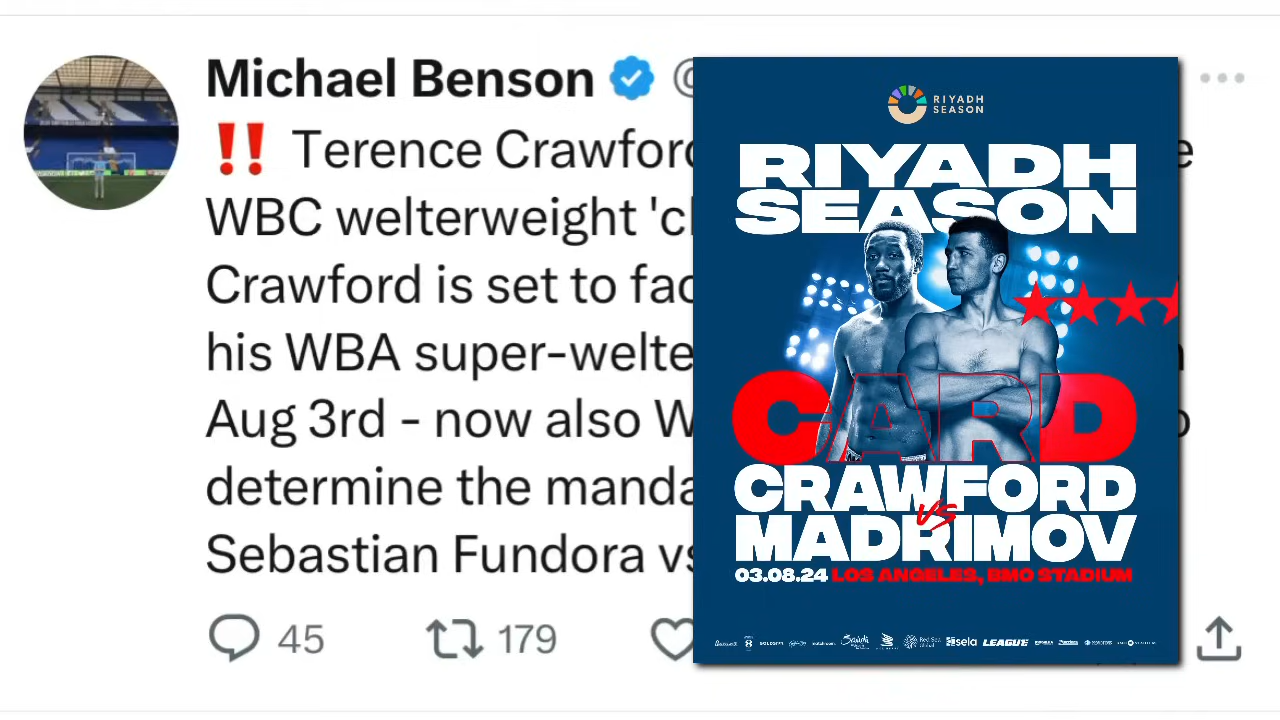 Michael Benson @
‼ Terence Crawford
WBC welterweight 'cl
Crawford is set to fac
his WBA super-welte
Aug 3rd - now also W
determine the manda
Sebastian Fundora vs
45 179
RIYADH
SEASON
RIYADH
SEASON
CARD
CRAWFORD
VS
MADRIMOV
03.08.24 LOS ANGELES, BMO STADIUM
sela LEAGUE